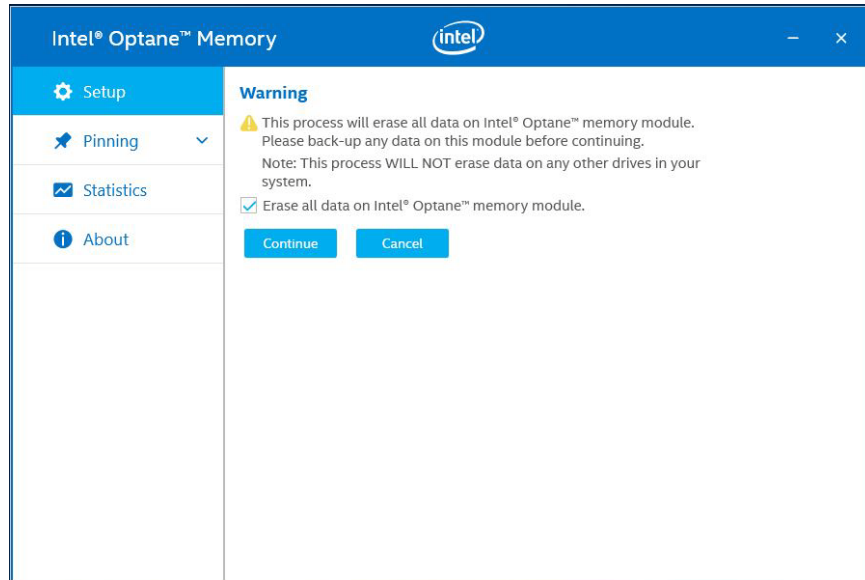 Intel® Optane™ Memory
intel
Setup
Pinning
Statistics
About
Warning
This process will erase all data on Intel® Optane™ memory module.
Please back-up any data on this module before continuing.
Note: This process WILL NOT erase data on any other drives in your
system.
Erase all data on Intel® Optane™ memory module.
Continue
Cancel